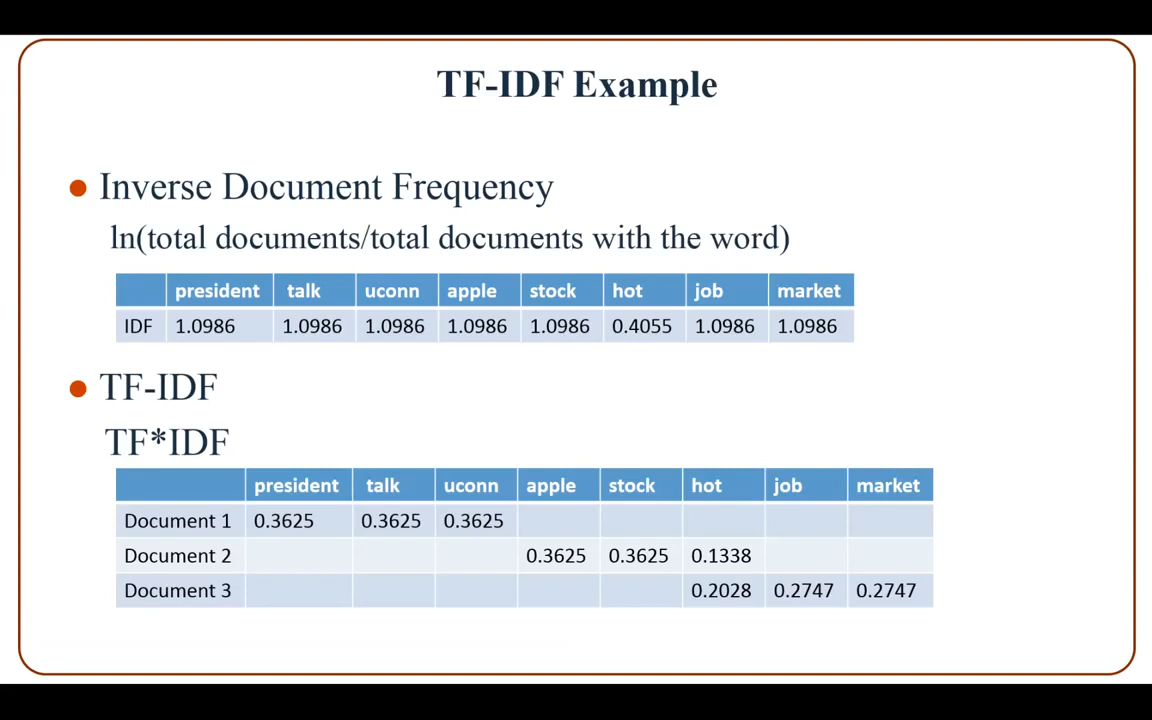 TF-IDF Example
Inverse Document Frequency
ln(total documents/total documents with the word)
president talk uconn apple stock hot job market
IDF 1.0986 1.0986 1.0986 1.0986 1.0986 0.4055 1.0986 1.0986
TF-IDF
TF*IDF
president talk uconn apple stock hot job market
Document 1 0.3625 0.3625 0.3625
Document 2 0.3625 0.3625 0.1338
Document 3 0.2028 0.2747 0.2747